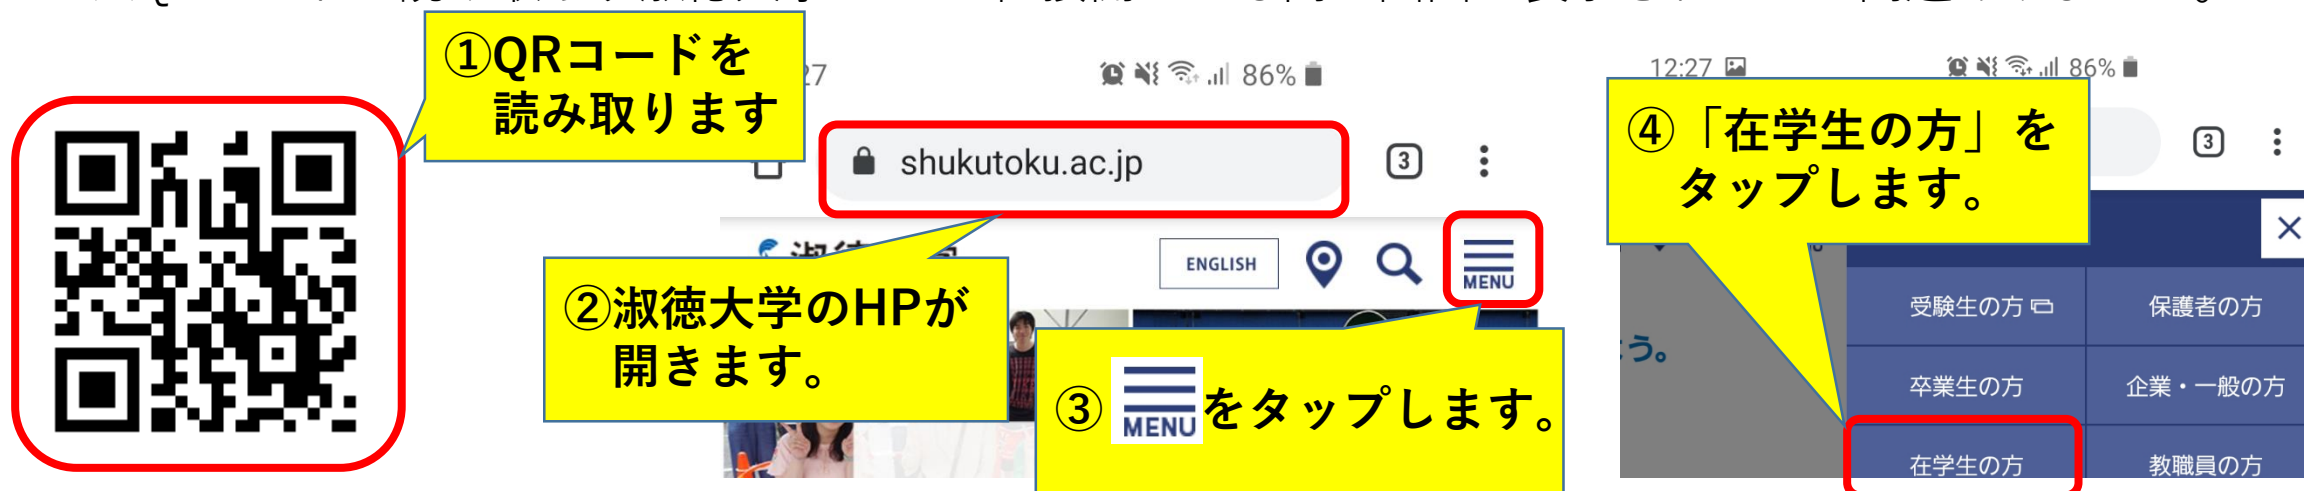 ①QRコードを
読み取ります
27
86%
shukutoku.ac.jp
3
ENGLISH
MENU
②淑徳大学のHPが
開きます。
③
MENU
をタップします。
12:27
86%
④「在学生の方」を
タップします。
3
×
う。
受験生の方
保護者の方
卒業生の方
企業・一般の方
在学生の方
教職員の方